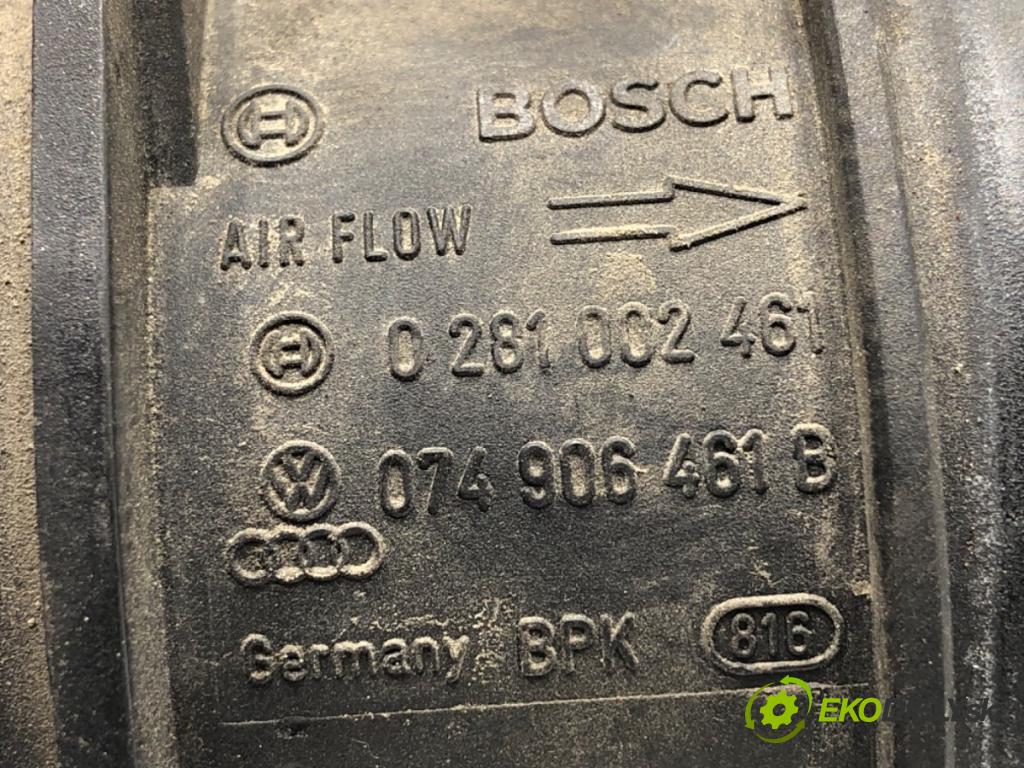 BOSCH
AIR FLOW
0 281 002 461
074 906 461 B
Germany BPK 816